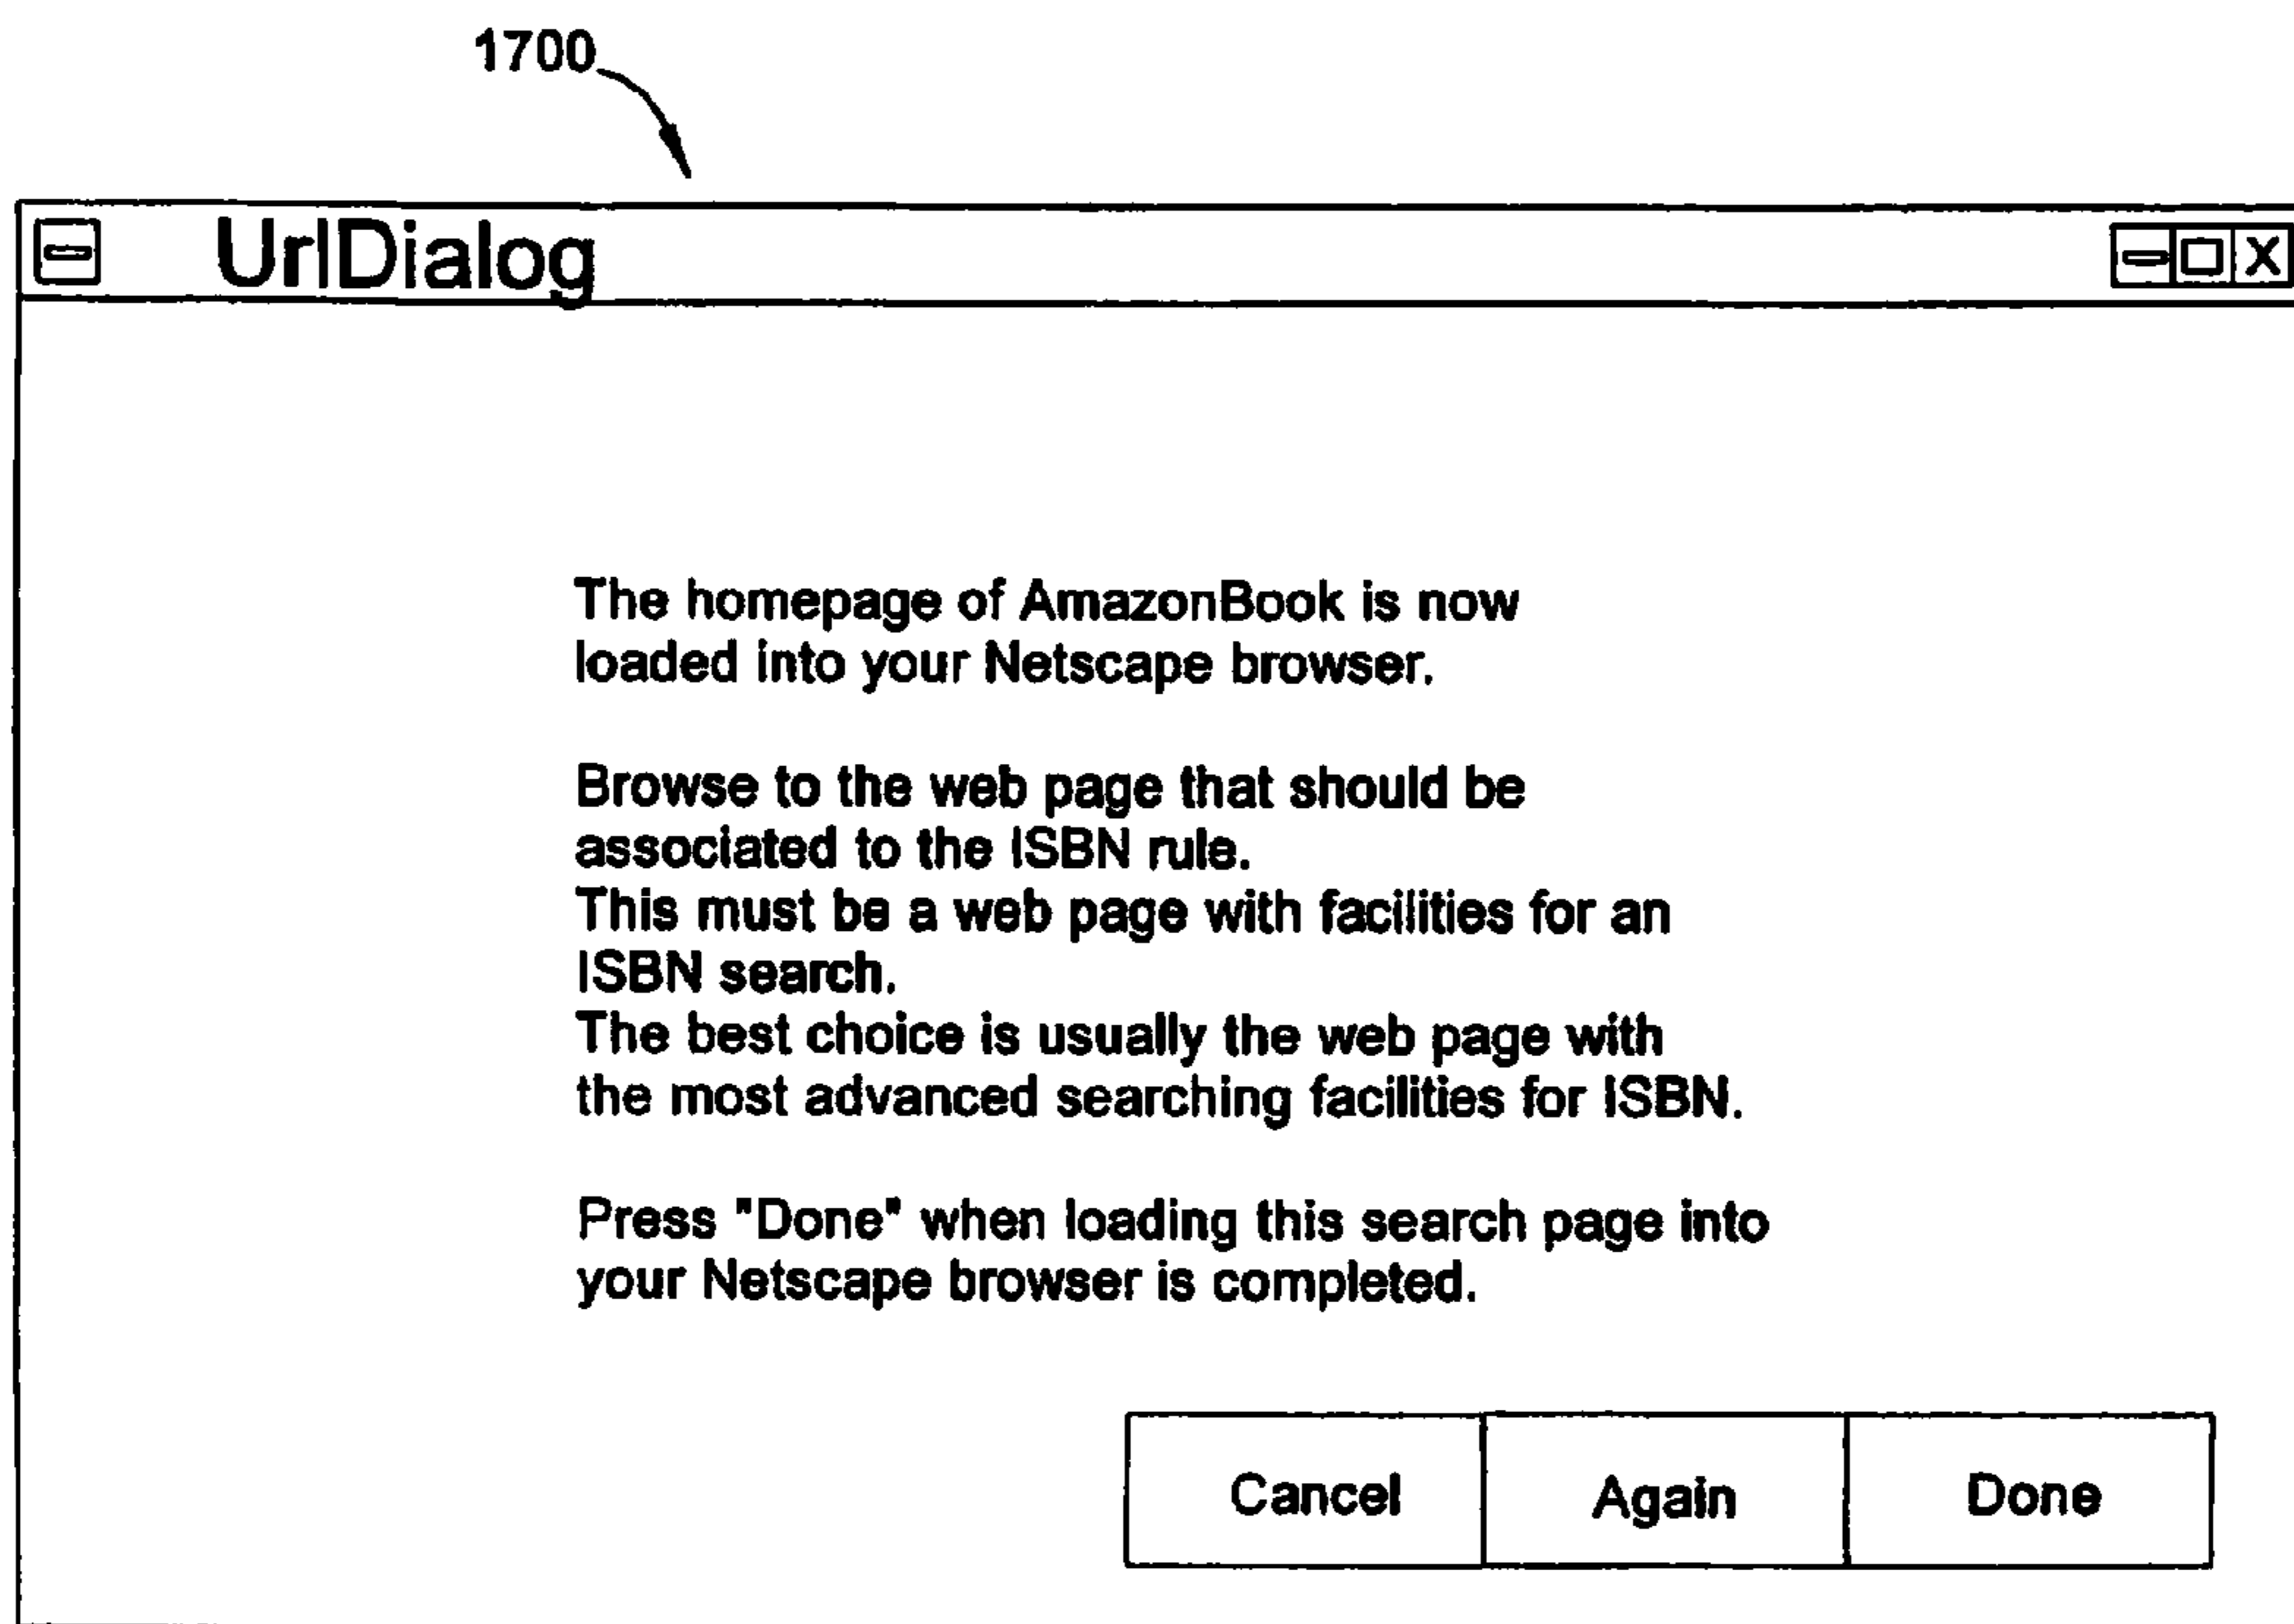 1700
UrlDialog
The homepage of AmazonBook is now
loaded into your Netscape browser.
Browse to the web page that should be
associated to the ISBN rule.
This must be a web page with facilities for an
ISBN search.
The best choice is usually the web page with
the most advanced searching facilities for ISBN.
Press "Done" when loading this search page into
your Netscape browser is completed.
Cancel Again Done